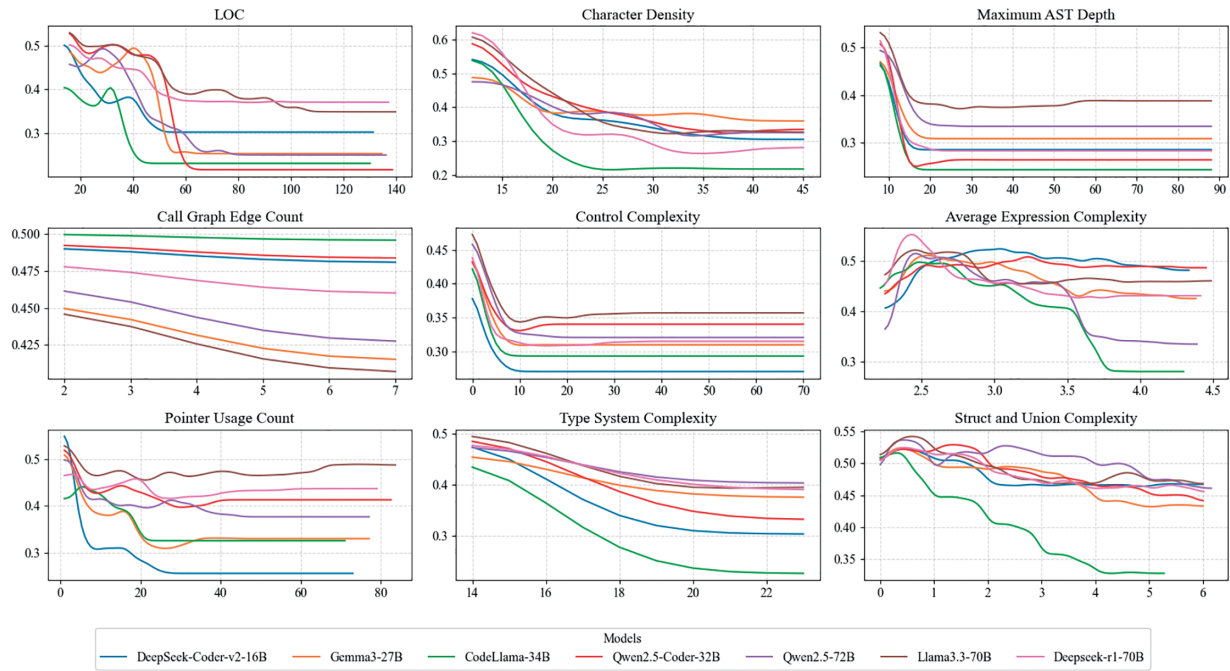 LOC
Character Density
Maximum AST Depth
0.5
0.4
0.3
20 40 60 80 100 120 140
0.6
0.5
0.4
0.3
0.2
15 20 25 30 35 40 45
0.5
0.4
0.3
10 20 30 40 50 60 70 80 90
Call Graph Edge Count
Control Complexity
Average Expression Complexity
0.500
0.475
0.450
0.425
2 3 4 5 6 7
0.45
0.40
0.35
0.30
0 10 20 30 40 50 60 70
0.5
0.4
0.3
2.5 3.0 3.5 4.0 4.5
Pointer Usage Count
Type System Complexity
Struct and Union Complexity
0.5
0.4
0.3
0 20 40 60 80
0.5
0.4
0.3
14 16 18 20 22
0.55
0.50
0.45
0.40
0.35
0 1 2 3 4 5 6
Models
DeepSeek-Coder-v2-16B Gemma3-27B CodeLlama-34B Qwen2.5-Coder-32B Qwen2.5-72B Llama3.3-70B Deepseek-r1-70B